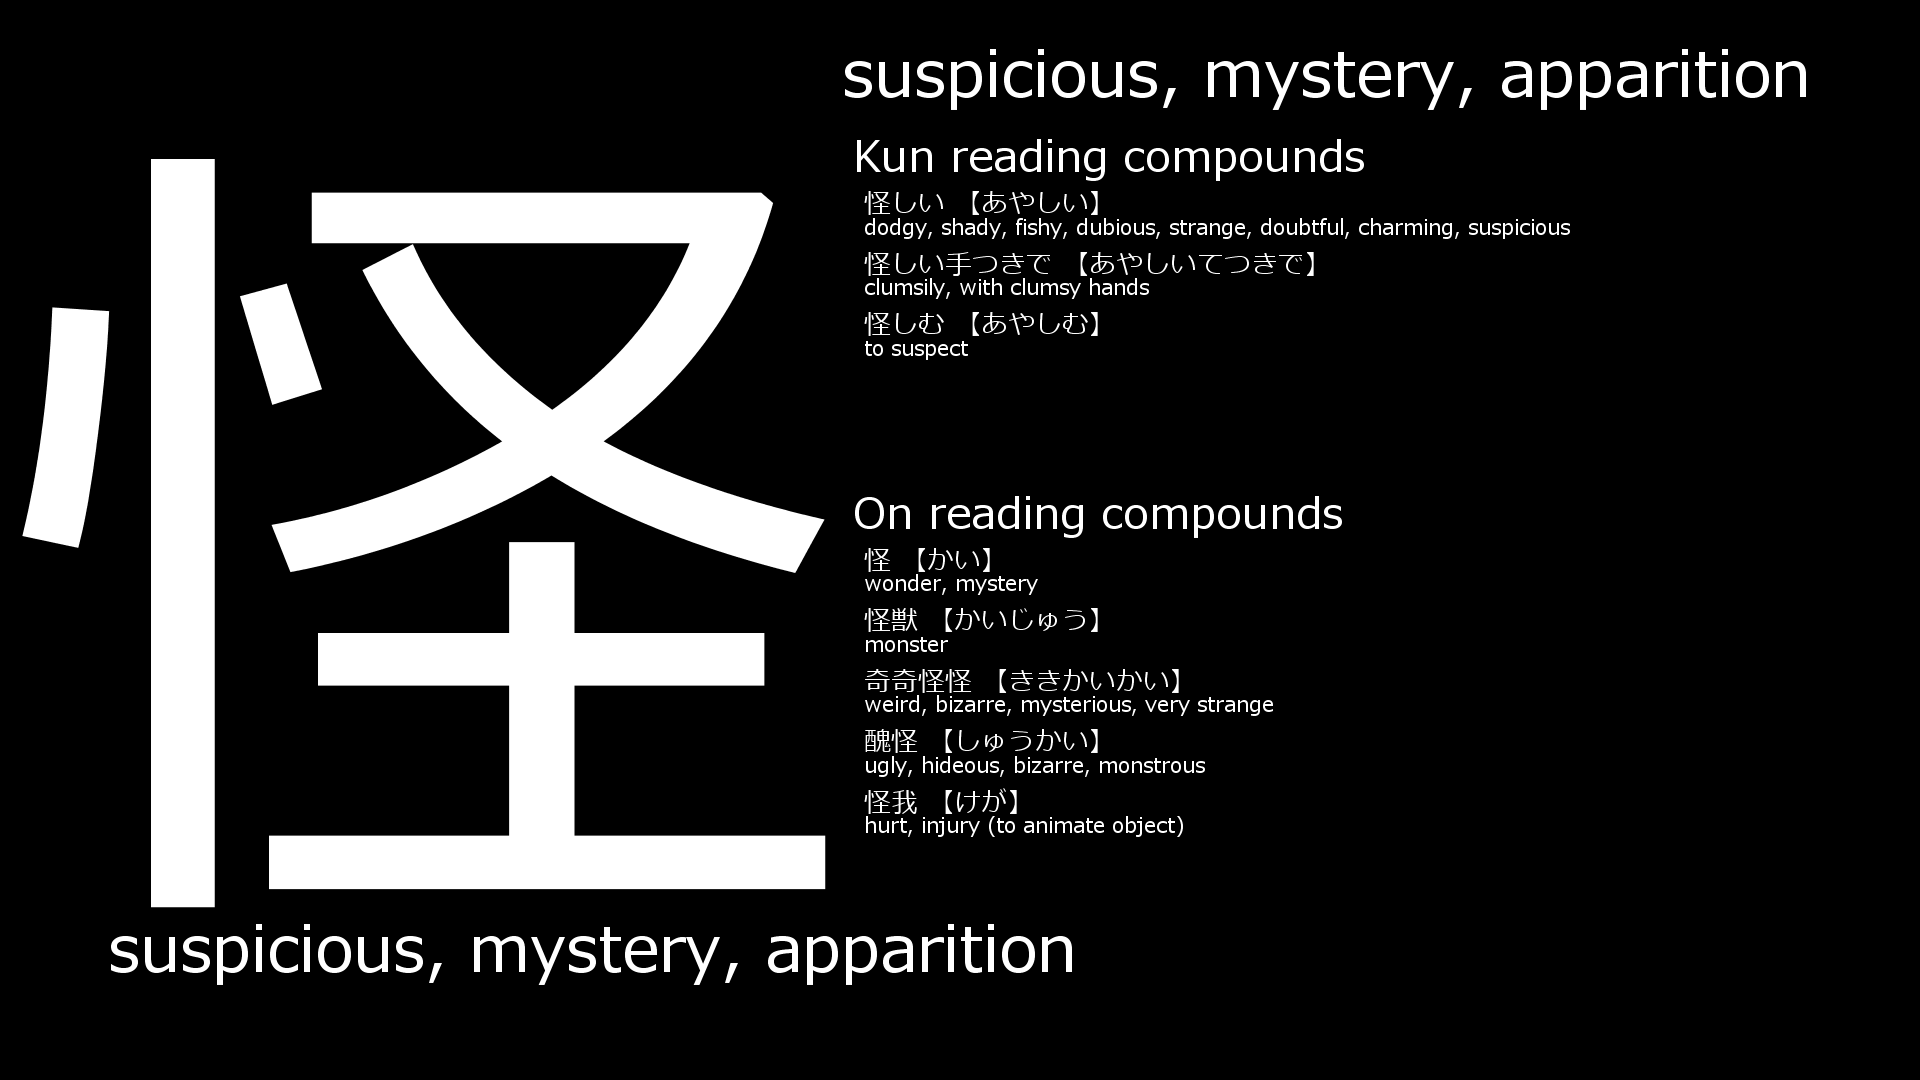 怪
suspicious, mystery, apparition
Kun reading compounds
怪しい 【あやしい】
dodgy, shady, fishy, dubious, strange, doubtful, charming, suspicious
怪しい手つきで 【あやしいてつきで】
clumsily, with clumsy hands
怪しむ 【あやしむ】
to suspect
On reading compounds
怪 【かい】
wonder, mystery
怪獣 【かいじゅう】
monster
奇奇怪怪 【ききかいかい】
weird, bizarre, mysterious, very strange
醜怪 【しゅうかい】
ugly, hideous, bizarre, monstrous
怪我 【けが】
hurt, injury (to animate object)
suspicious, mystery, apparition